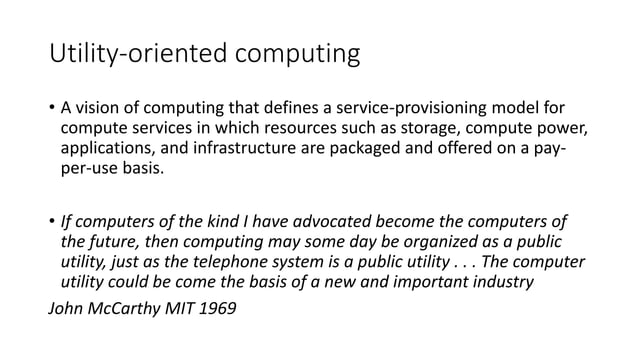 Utility-oriented computing
• A vision of computing that defines a service-provisioning model for
compute services in which resources such as storage, compute power,
applications, and infrastructure are packaged and offered on a pay-
per-use basis.
• If computers of the kind I have advocated become the computers of
the future, then computing may some day be organized as a public
utility, just as the telephone system is a public utility . . . The computer
utility could be come the basis of a new and important industry
John McCarthy MIT 1969